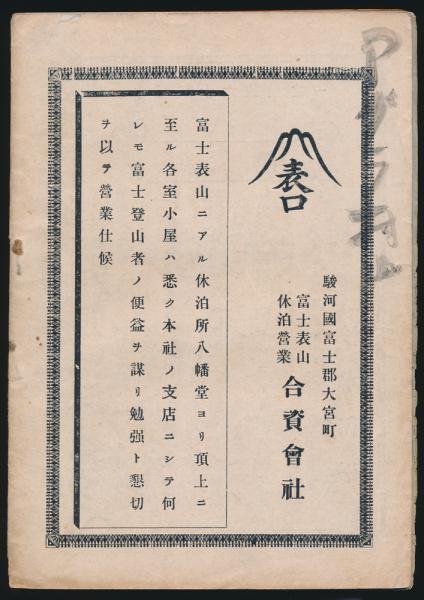 表口
駿河國富士郡大宮町
富士表山
休泊營業
合資會社
富士表山ニアル休泊所八幡堂ヨリ頂上ニ
至ル各室小屋ハ悉ク本社ノ支店ニシテ何
レモ富士登山者ノ便益ヲ謀リ勉强ト懇切
ヲ以テ營業仕候